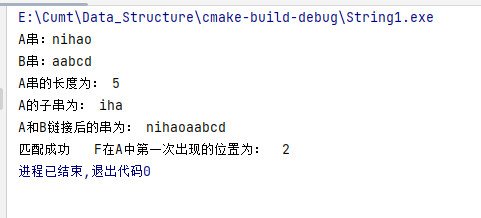 E:\Cumt\Data_Structure\cmake-build-debug\String1.exe
A串：nihao
B串：aabcd
A串的长度为： 5
A的子串为： iha
A和B链接后的串为： nihaoaabcd
匹配成功   F在A中第一次出现的位置为：  2
进程已结束,退出代码0